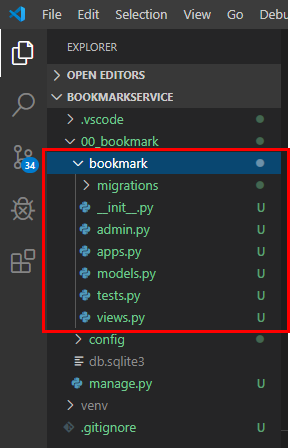 File Edit Selection View Go Debu
EXPLORER
OPEN EDITORS
BOOKMARKSERVICE
.vscode
00_bookmark
bookmark
migrations
__init__.py U
admin.py U
apps.py U
models.py U
tests.py U
views.py U
config
db.sqlite3
manage.py U
venv
.gitignore U
34